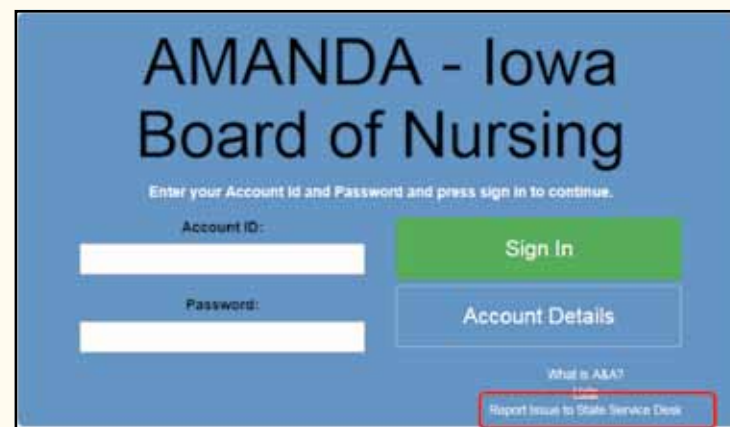 AMANDA - Iowa
Board of Nursing
Enter your Account Id and Password and press sign in to continue.
Account ID:
Sign In
Password:
Account Details
What is A&A?
Help
Report Issue to State Service Desk